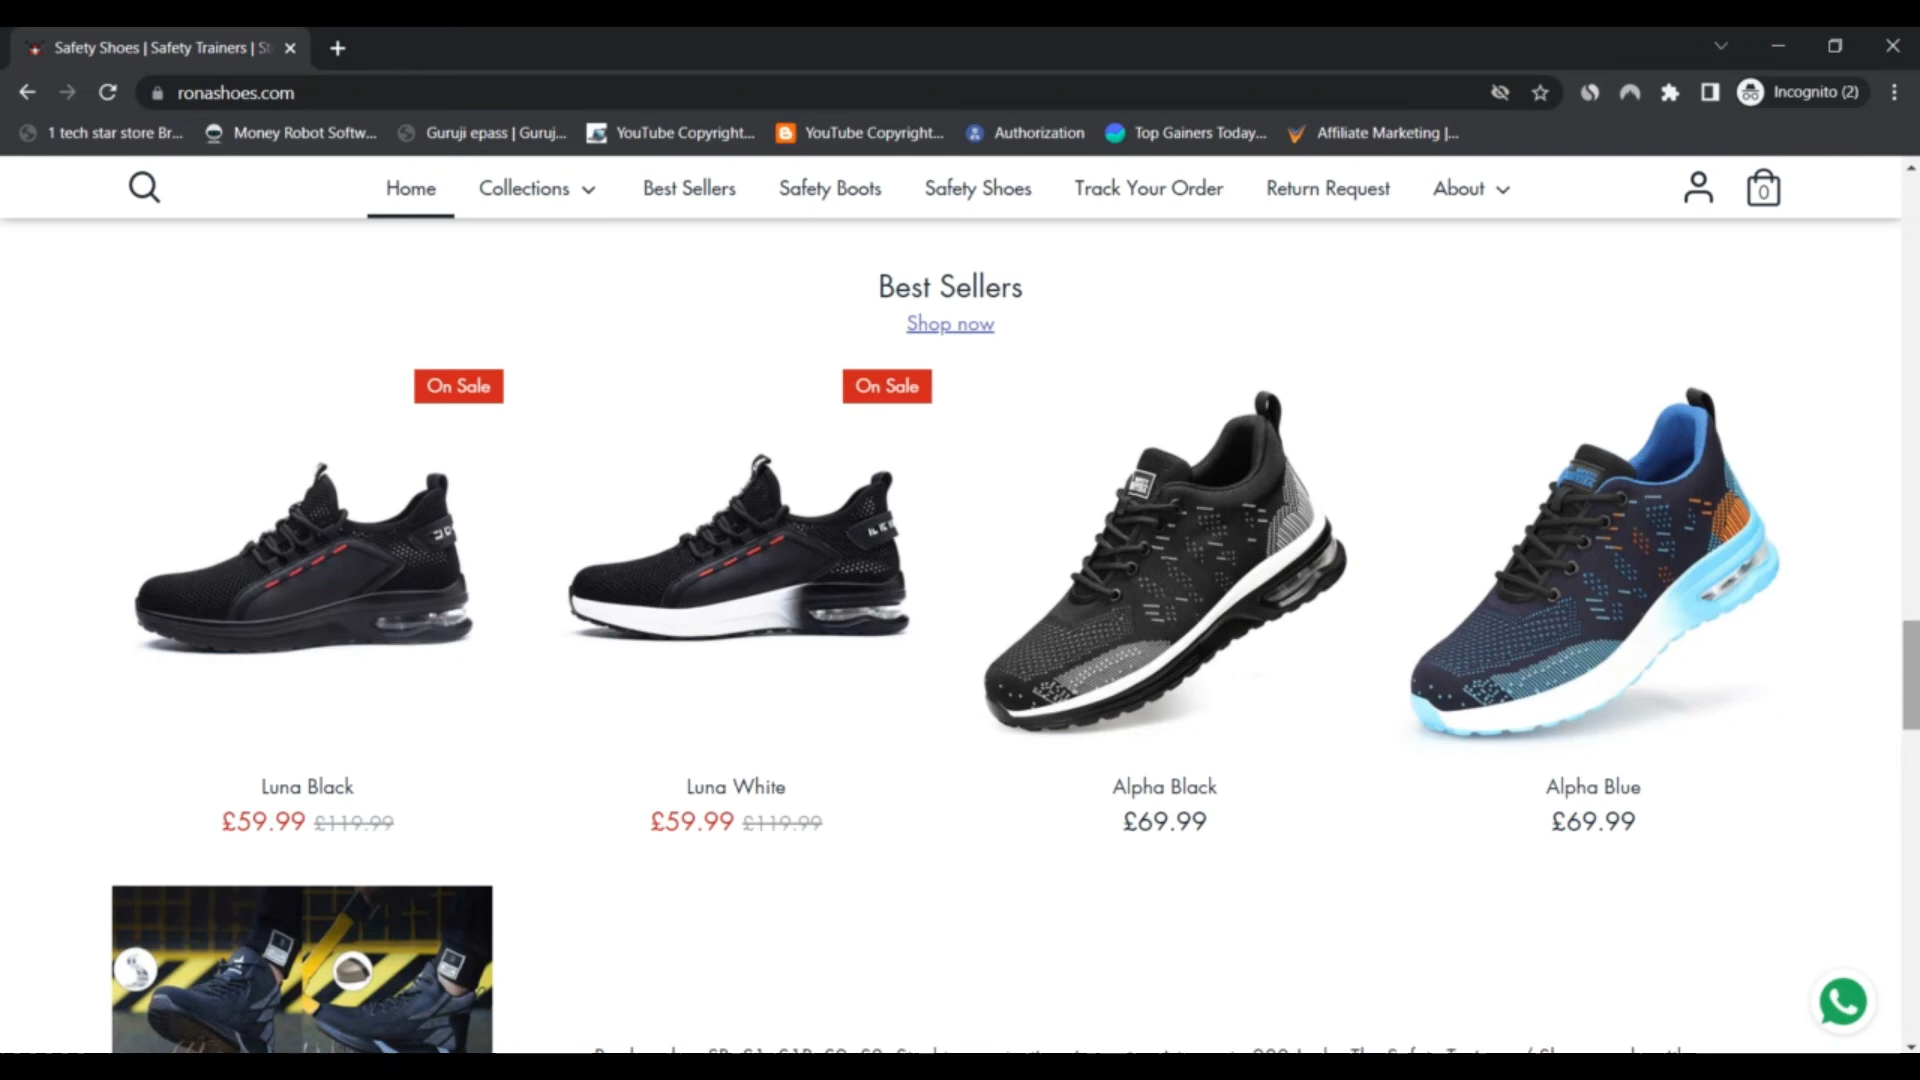 Safety Shoes | Safety Trainers | St
ronashoes.com
Incognito (2)
1 tech star store Br...
Money Robot Softw...
Guruji epass | Guruj...
YouTube Copyright...
YouTube Copyright...
Authorization
Top Gainers Today...
Affiliate Marketing |...
Home
Collections
Best Sellers
Safety Boots
Safety Shoes
Track Your Order
Return Request
About
0
Best Sellers
Shop now
On Sale
On Sale
Luna Black
Luna White
Alpha Black
Alpha Blue
£59.99 £119.99
£59.99 £119.99
£69.99
£69.99